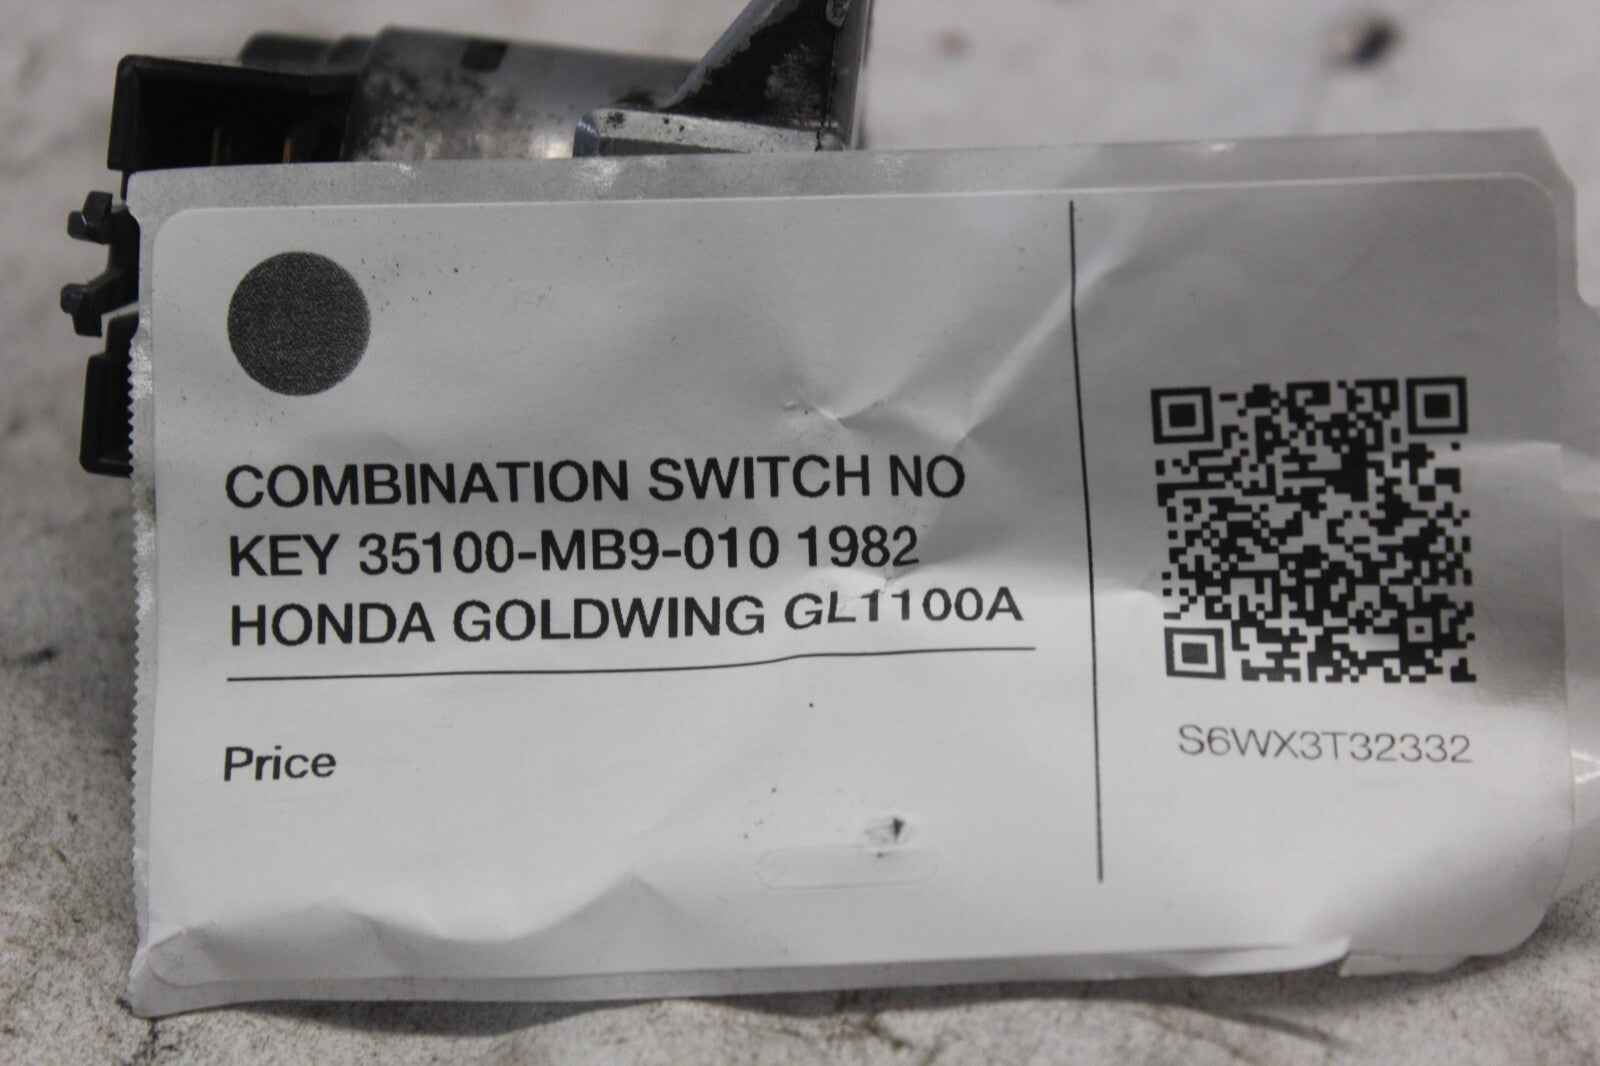 COMBINATION SWITCH NO
KEY 35100-MB9-010 1982
HONDA GOLDWING GL1100A
Price
S6WX3T32332